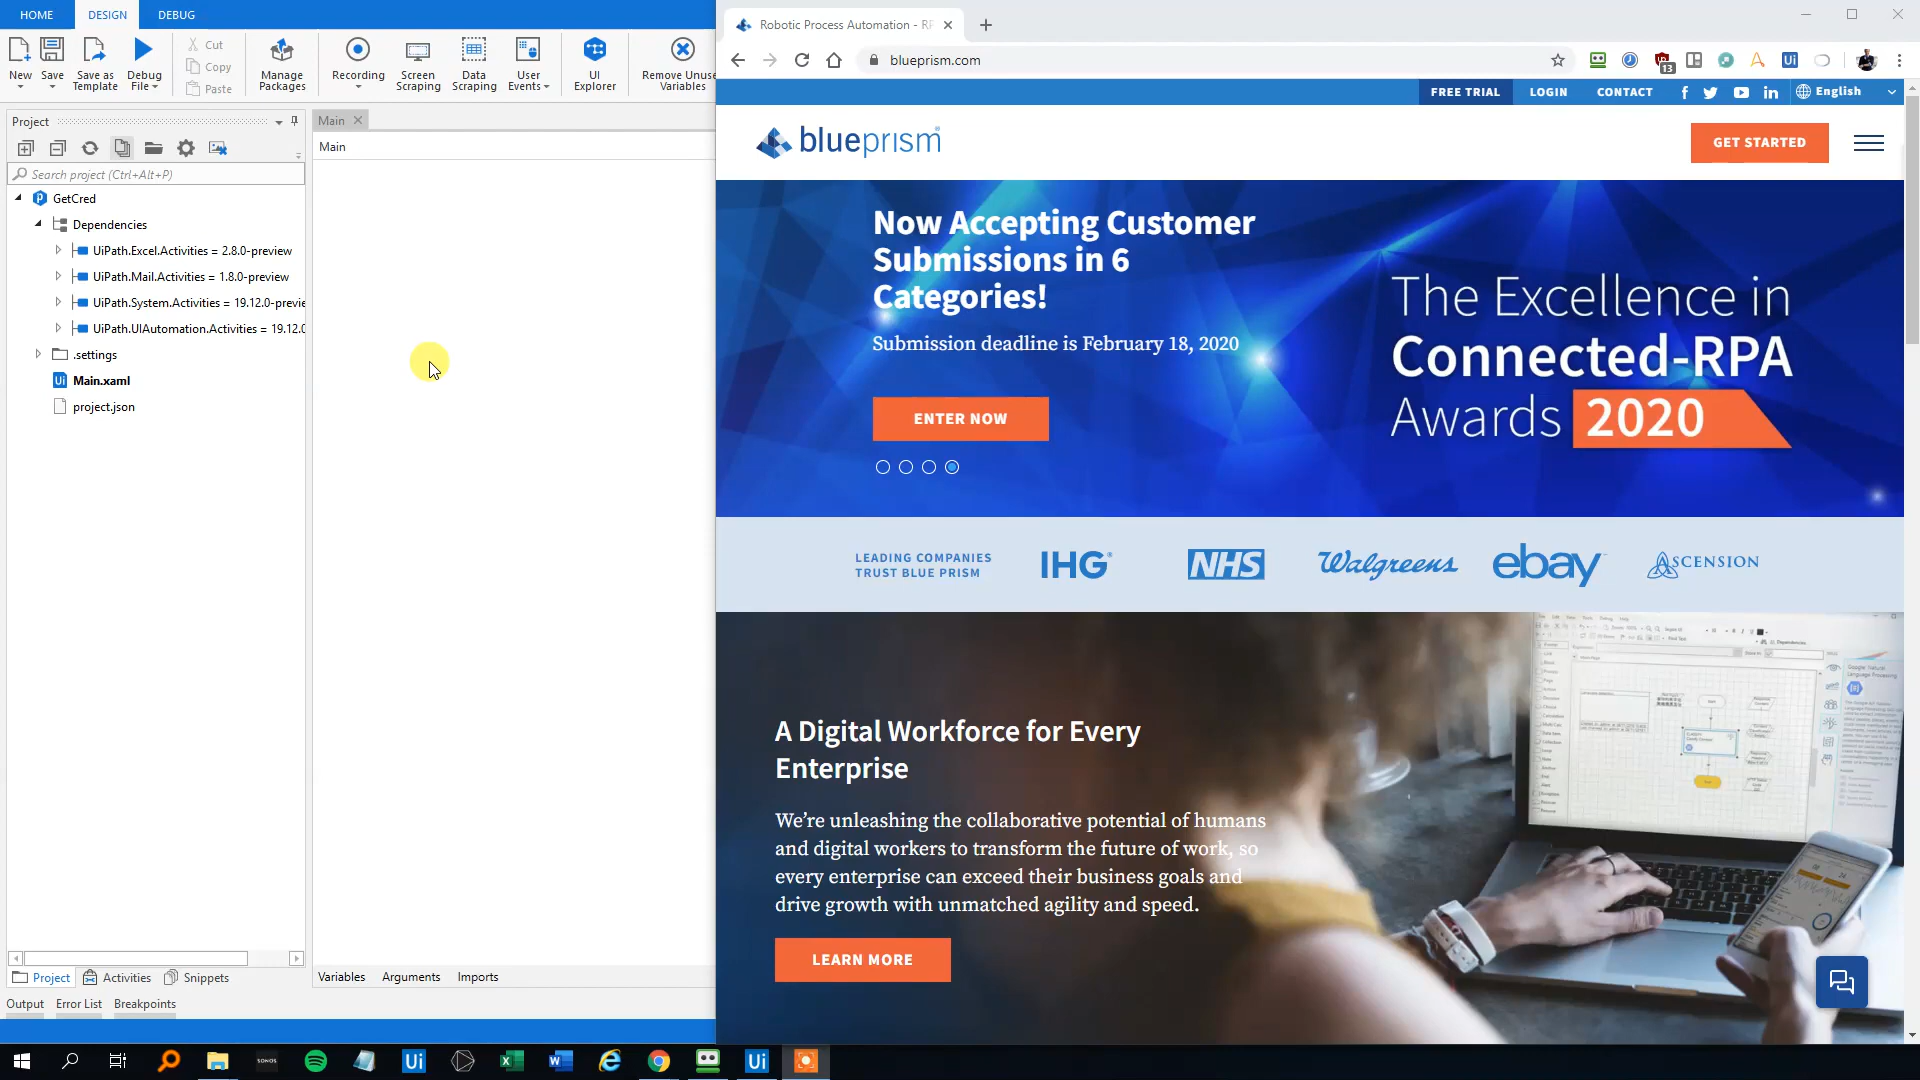 HOME DESIGN DEBUG
New
Save
Save as
Template
Debug
File
Cut
Copy
Paste
Manage
Packages
Recording
Screen
Scraping
Data
Scraping
User
Events
UI
Explorer
Remove Unuse
Variables
Project
Search project (Ctrl+Alt+P)
GetCred
Dependencies
UiPath.Excel.Activities = 2.8.0-preview
UiPath.Mail.Activities = 1.8.0-preview
UiPath.System.Activities = 19.12.0-previe
UiPath.UIAutomation.Activities = 19.12.0
.settings
Main.xaml
project.json
Project Activities Snippets
Output Error List Breakpoints
Main
Main
Variables Arguments Imports
Robotic Process Automation - RP
blueprism.com
13
FREE TRIAL LOGIN CONTACT English
blueprism
GET STARTED
Now Accepting Customer
Submissions in 6
Categories!
Submission deadline is February 18, 2020
ENTER NOW
The Excellence in
Connected-RPA
Awards 2020
LEADING COMPANIES
TRUST BLUE PRISM
IHG
NHS
Walgreens
ebay
ASCENSION
A Digital Workforce for Every
Enterprise
We're unleashing the collaborative potential of humans
and digital workers to transform the future of work, so
every enterprise can exceed their business goals and
drive growth with unmatched agility and speed.
LEARN MORE
SONOS
Ui
Ui